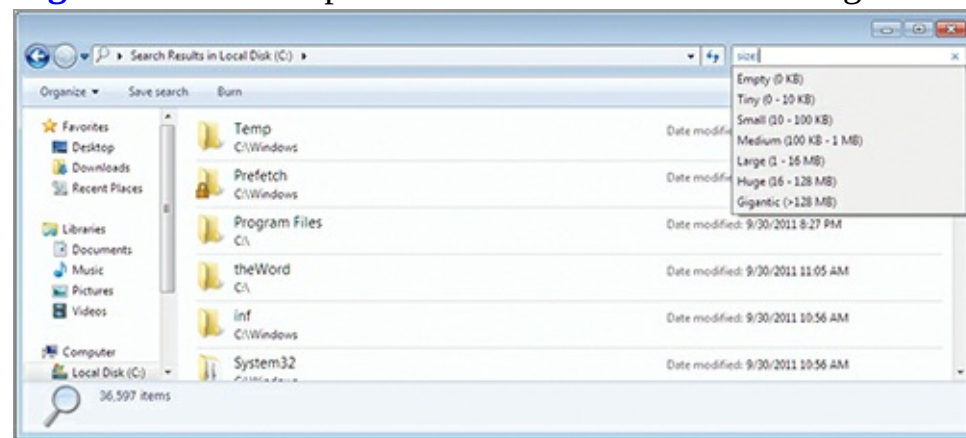 Search Results in Local Disk (C:)
size:
Organize
Save search
Burn
Empty (0 KB)
Tiny (0 - 10 KB)
Small (10 - 100 KB)
Medium (100 KB - 1 MB)
Large (1 - 16 MB)
Huge (16 - 128 MB)
Gigantic (>128 MB)
Favorites
Desktop
Downloads
Recent Places
Libraries
Documents
Music
Pictures
Videos
Computer
Local Disk (C:)
Temp
C:\Windows
Date
Prefetch
C:\Windows
Date
Program Files
C:\
Date modified: 9/30/2011 8:27 PM
theWord
C:\
Date modified: 9/30/2011 11:05 AM
inf
C:\Windows
Date modified: 9/30/2011 10:56 AM
System32
Date modified: 9/30/2011 10:56 AM
36,597 items